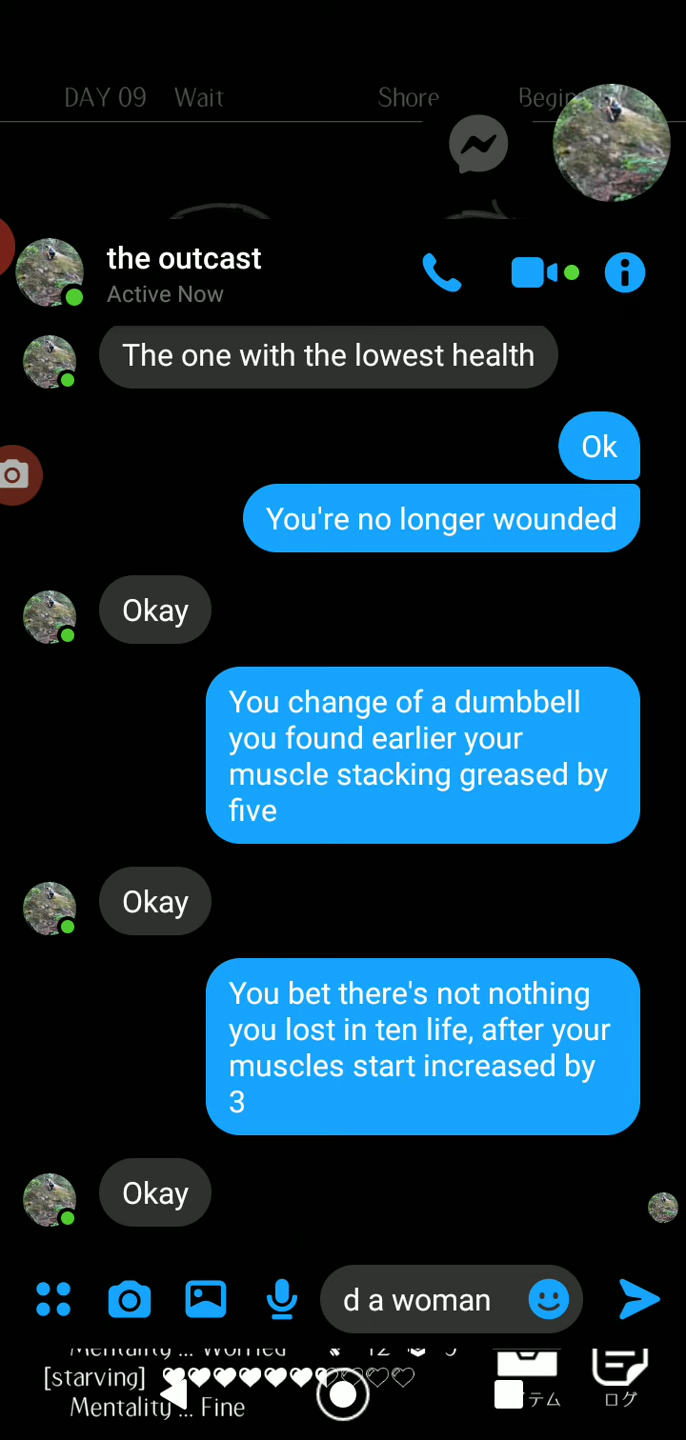 DAY 09 Wait Shore Begin
the outcast
Active Now
The one with the lowest health
Ok
You're no longer wounded
Okay
You change of a dumbbell
you found earlier your
muscle stacking greased by
five
Okay
You bet there's not nothing
you lost in ten life, after your
muscles start increased by
3
Okay
d a woman
Mentality ... Worried 12
[starving]
テム ログ
Mentality ... Fine